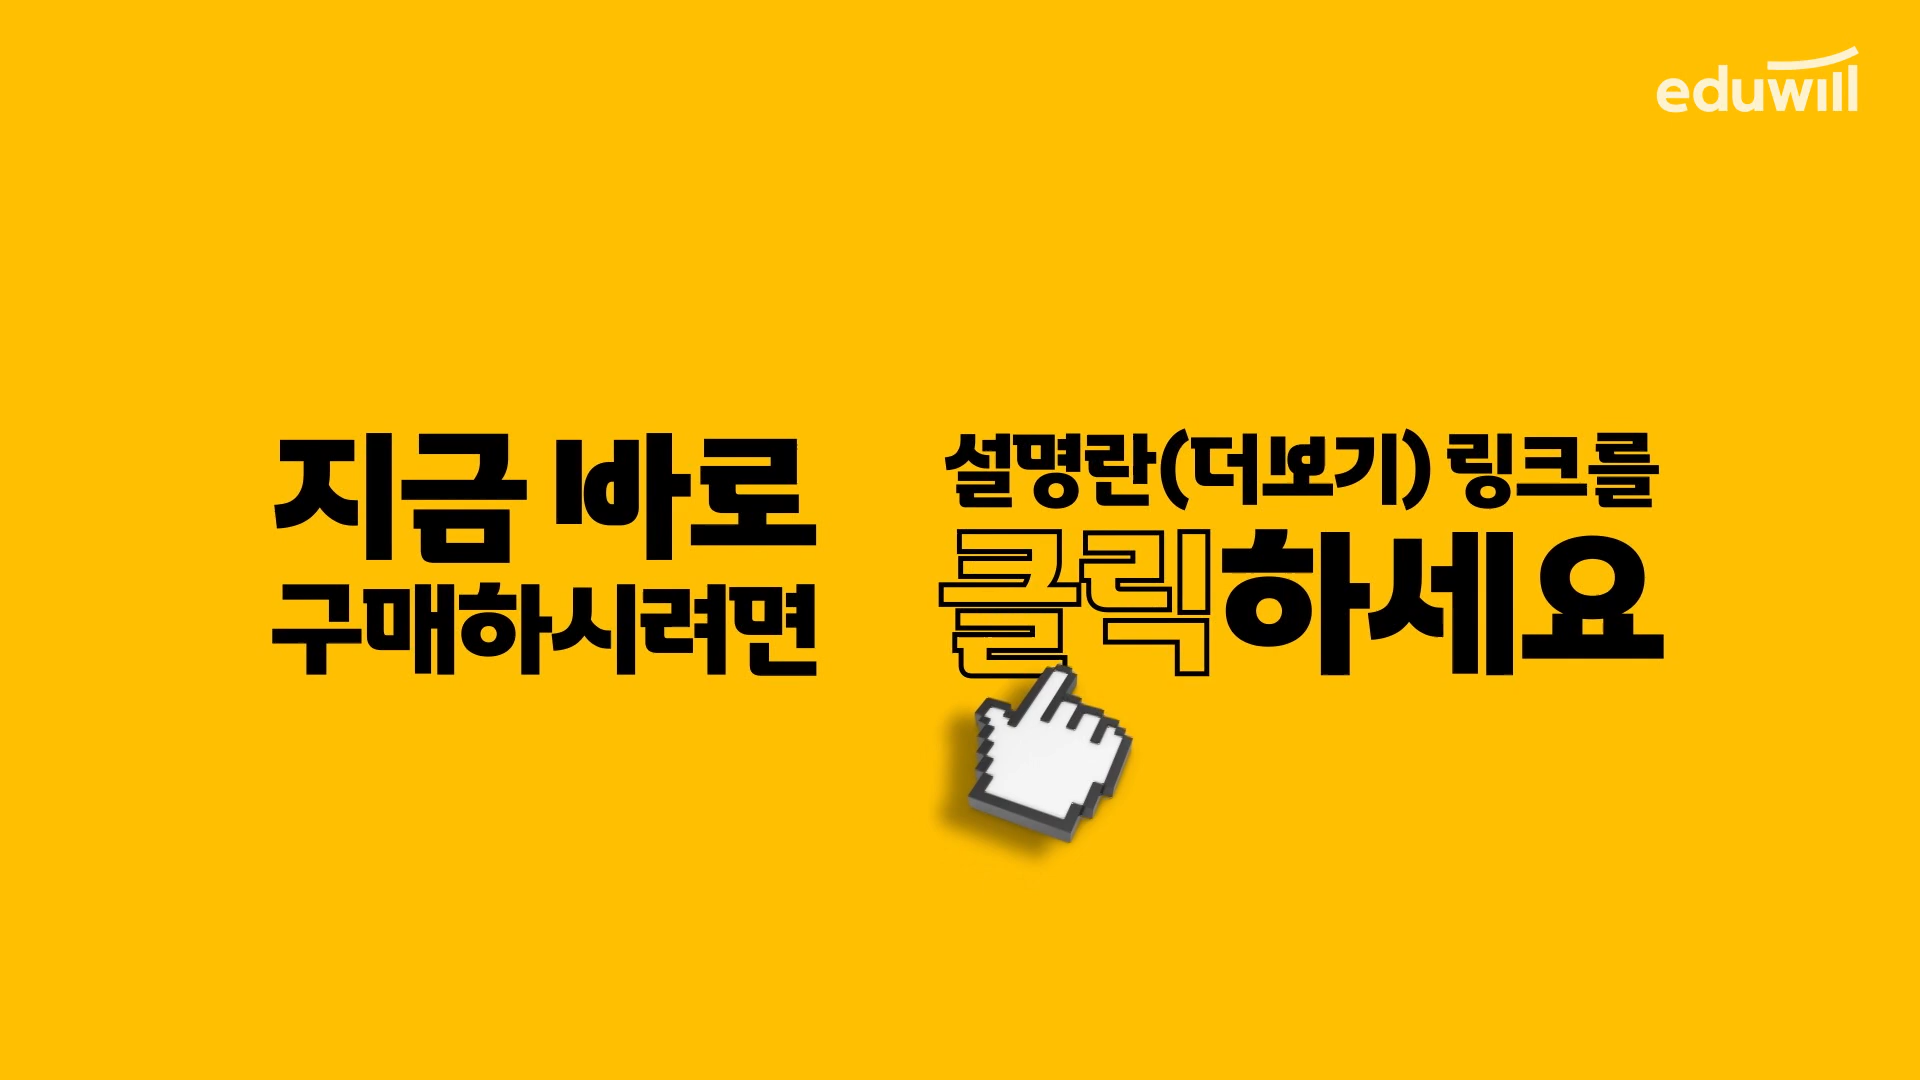 eduwill
지금 바로
구매하시려면
설명란(더보기) 링크를
클릭하세요